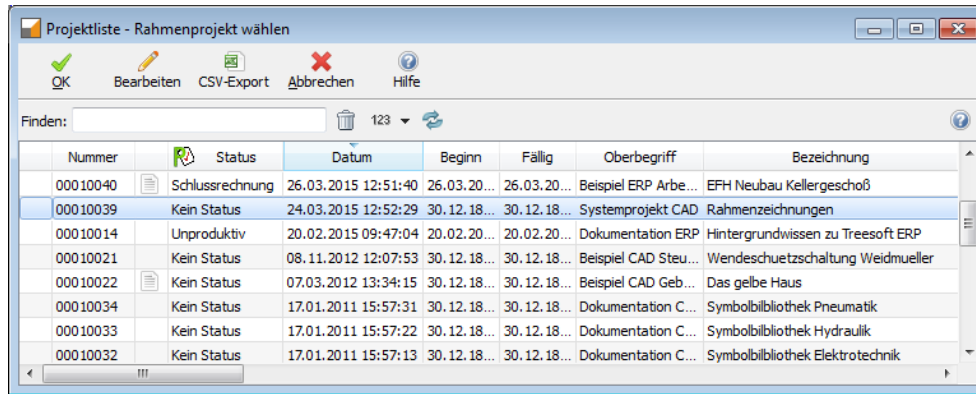 Projektliste - Rahmenprojekt wählen
OK Bearbeiten CSV-Export Abbrechen Hilfe
Finden: 123
Nummer Status Datum Beginn Fällig Oberbegriff Bezeichnung
00010040 Schlussrechnung 26.03.2015 12:51:40 26.03.20... 26.03.20... Beispiel ERP Arbe... EFH Neubau Kellergeschoß
00010039 Kein Status 24.03.2015 12:52:29 30.12.18... 30.12.18... Systemprojekt CAD Rahmenzeichnungen
00010014 Unproduktiv 20.02.2015 09:47:04 20.02.20... 20.02.20... Dokumentation ERP Hintergrundwissen zu Treesoft ERP
00010021 Kein Status 08.11.2012 12:07:53 30.12.18... 30.12.18... Beispiel CAD Steu... Wendeschuetzschaltung Weidmueller
00010022 Kein Status 07.03.2012 13:34:15 30.12.18... 30.12.18... Beispiel CAD Geb... Das gelbe Haus
00010034 Kein Status 17.01.2011 15:57:31 30.12.18... 30.12.18... Dokumentation C... Symbolbilbliothek Pneumatik
00010033 Kein Status 17.01.2011 15:57:22 30.12.18... 30.12.18... Dokumentation C... Symbolbilbliothek Hydraulik
00010032 Kein Status 17.01.2011 15:57:13 30.12.18... 30.12.18... Dokumentation C... Symbolbilbliothek Elektrotechnik